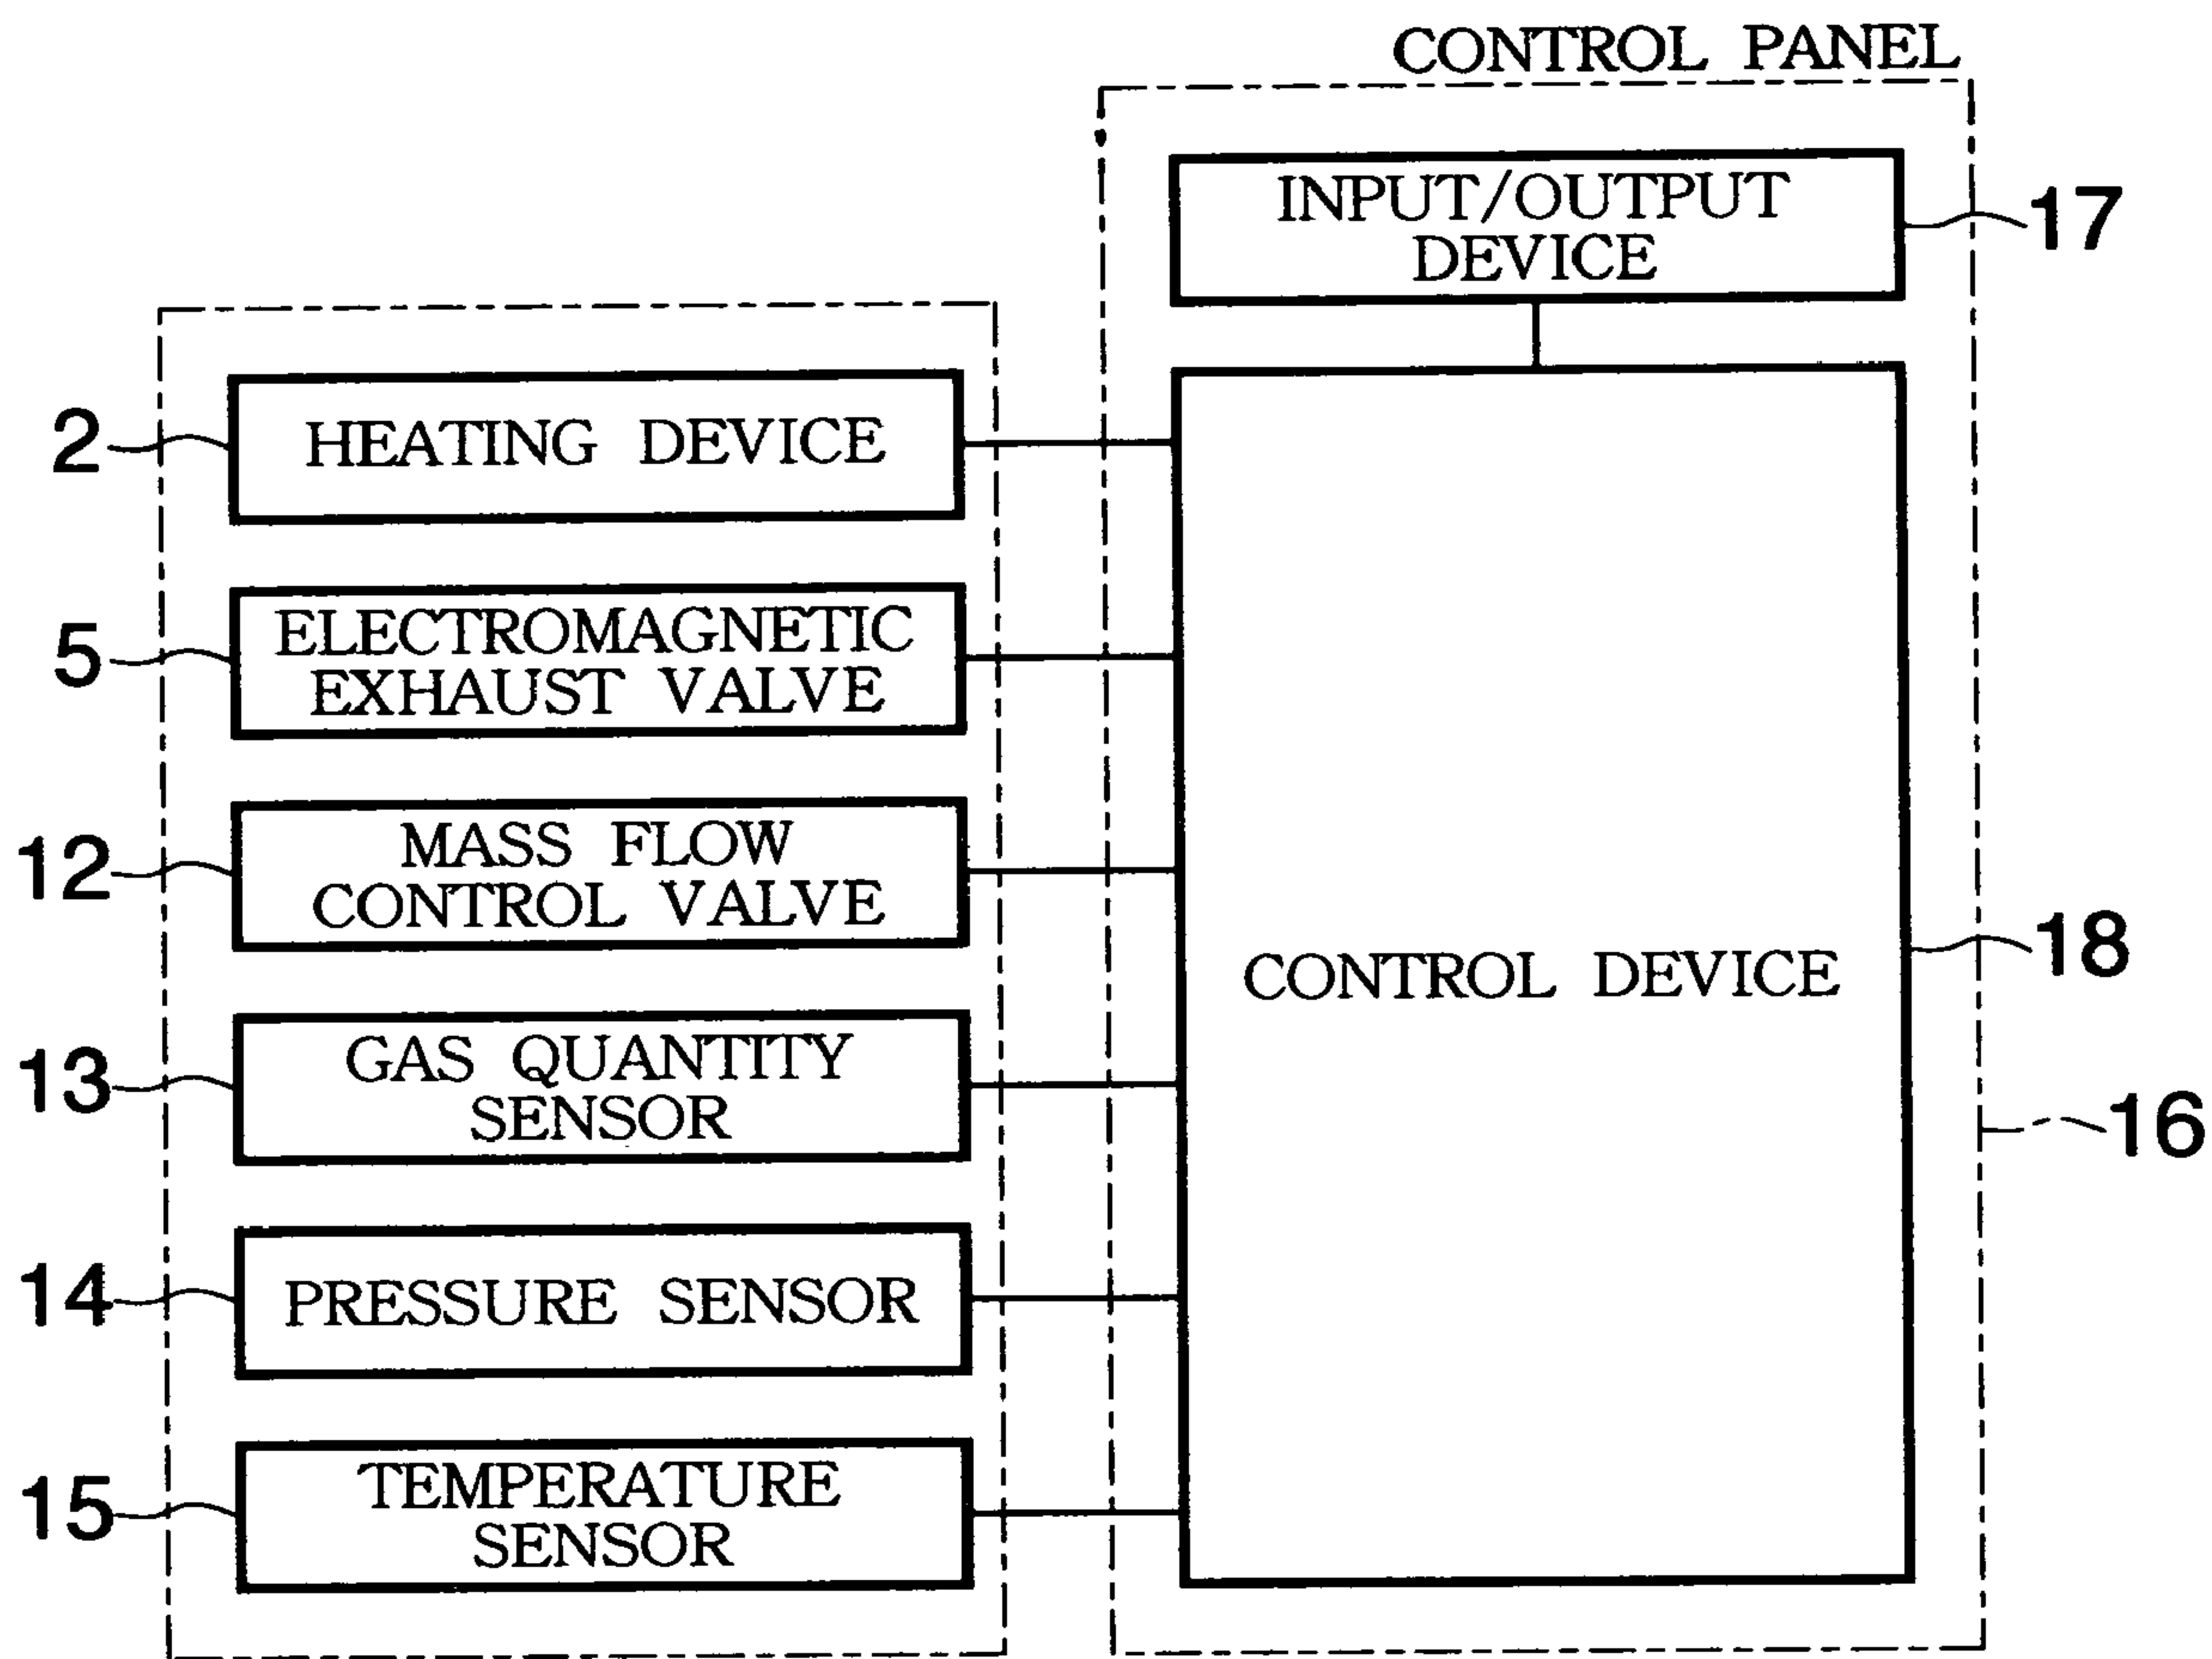 CONTROL PANEL
INPUT/OUTPUT
DEVICE
17
2
HEATING DEVICE
5
ELECTROMAGNETIC
EXHAUST VALVE
12
MASS FLOW
CONTROL VALVE
CONTROL DEVICE
18
13
GAS QUANTITY
SENSOR
16
14
PRESSURE SENSOR
15
TEMPERATURE
SENSOR